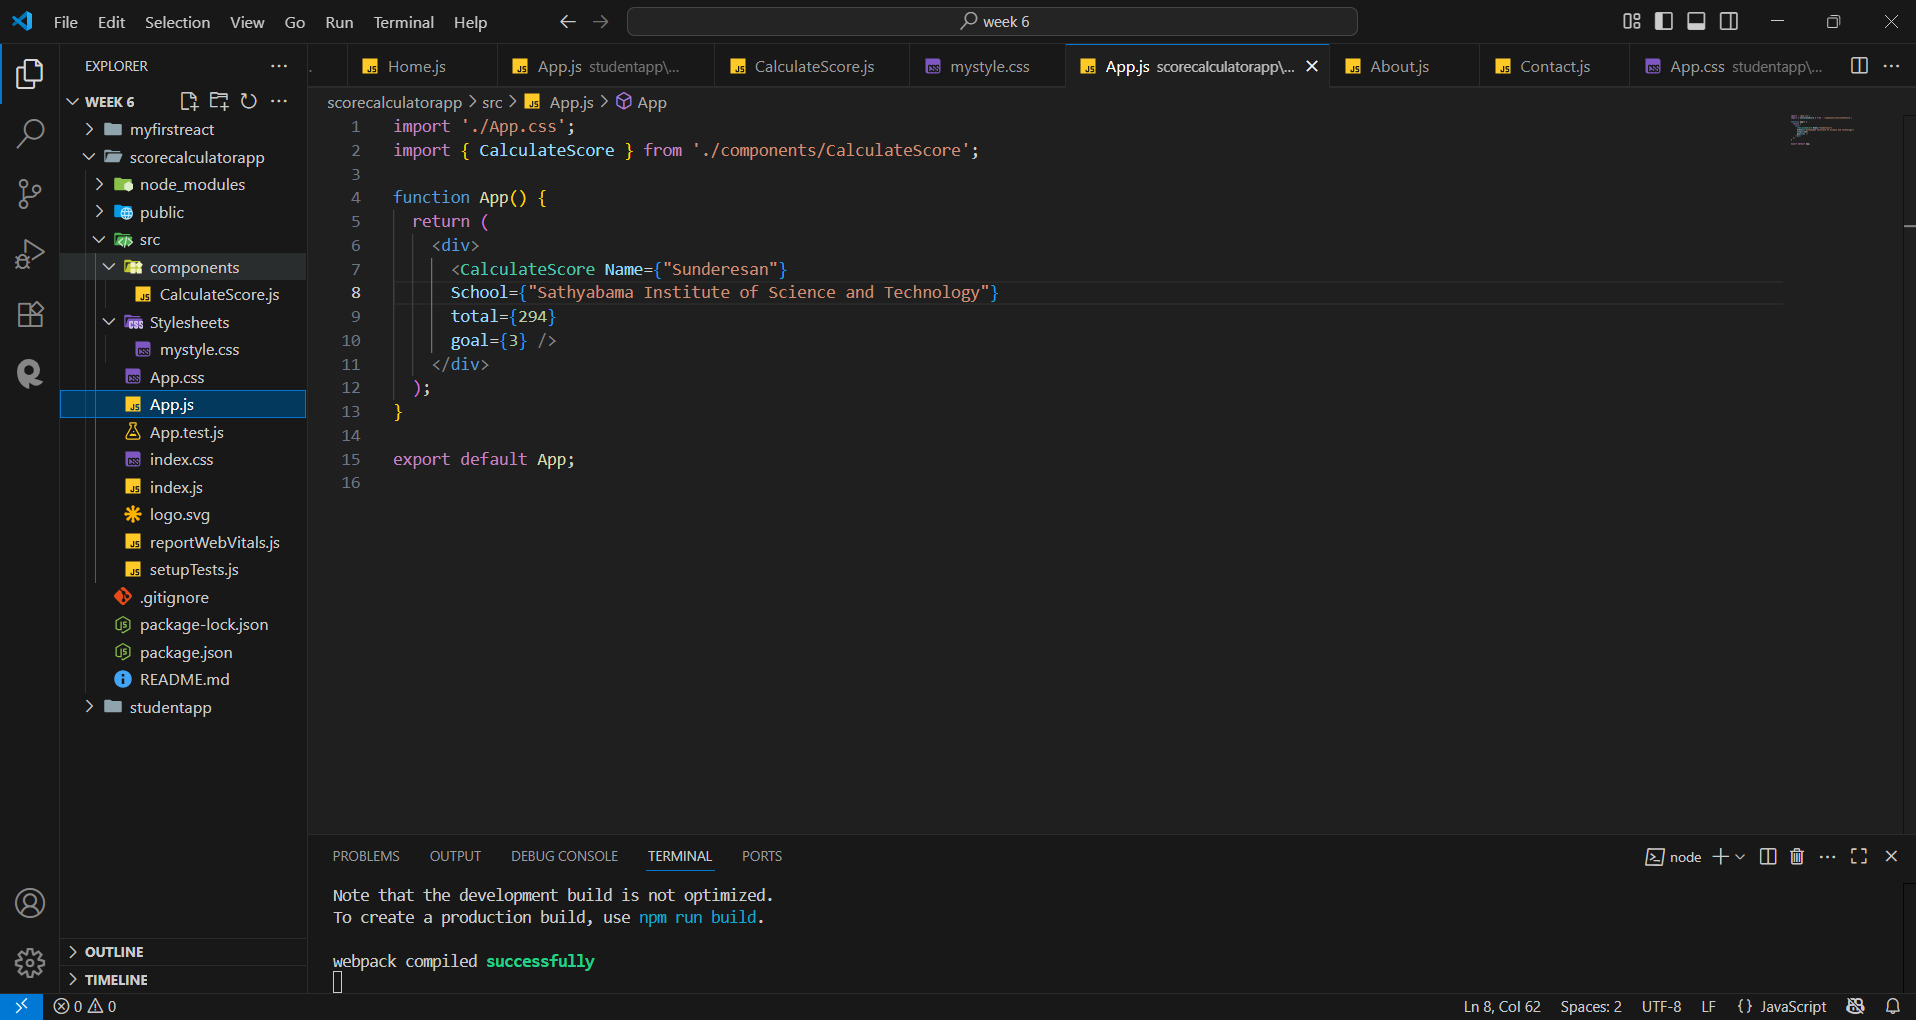 File Edit Selection View Go Run Terminal Help
week 6
EXPLORER
WEEK 6
myfirstreact
scorecalculatorapp
node_modules
public
src
components
CalculateScore.js
Stylesheets
mystyle.css
App.css
App.js
App.test.js
index.css
index.js
logo.svg
reportWebVitals.js
setupTests.js
.gitignore
package-lock.json
package.json
README.md
studentapp
OUTLINE
TIMELINE
Home.js
App.js studentapp\...
CalculateScore.js
mystyle.css
App.js scorecalculatorapp\...
About.js
Contact.js
App.css studentapp\...
scorecalculatorapp > src > App.js > App
1 import './App.css';
2 import { CalculateScore } from './components/CalculateScore';
3
4 function App() {
5 return (
6 <div>
7 <CalculateScore Name={"Sunderesan"}
8 School={"Sathyabama Institute of Science and Technology"}
9 total={294}
10 goal={3} />
11 </div>
12 );
13 }
14
15 export default App;
16
PROBLEMS OUTPUT DEBUG CONSOLE TERMINAL PORTS
node
Note that the development build is not optimized.
To create a production build, use npm run build.
webpack compiled successfully
0 0
Ln 8, Col 62 Spaces: 2 UTF-8 LF {} JavaScript